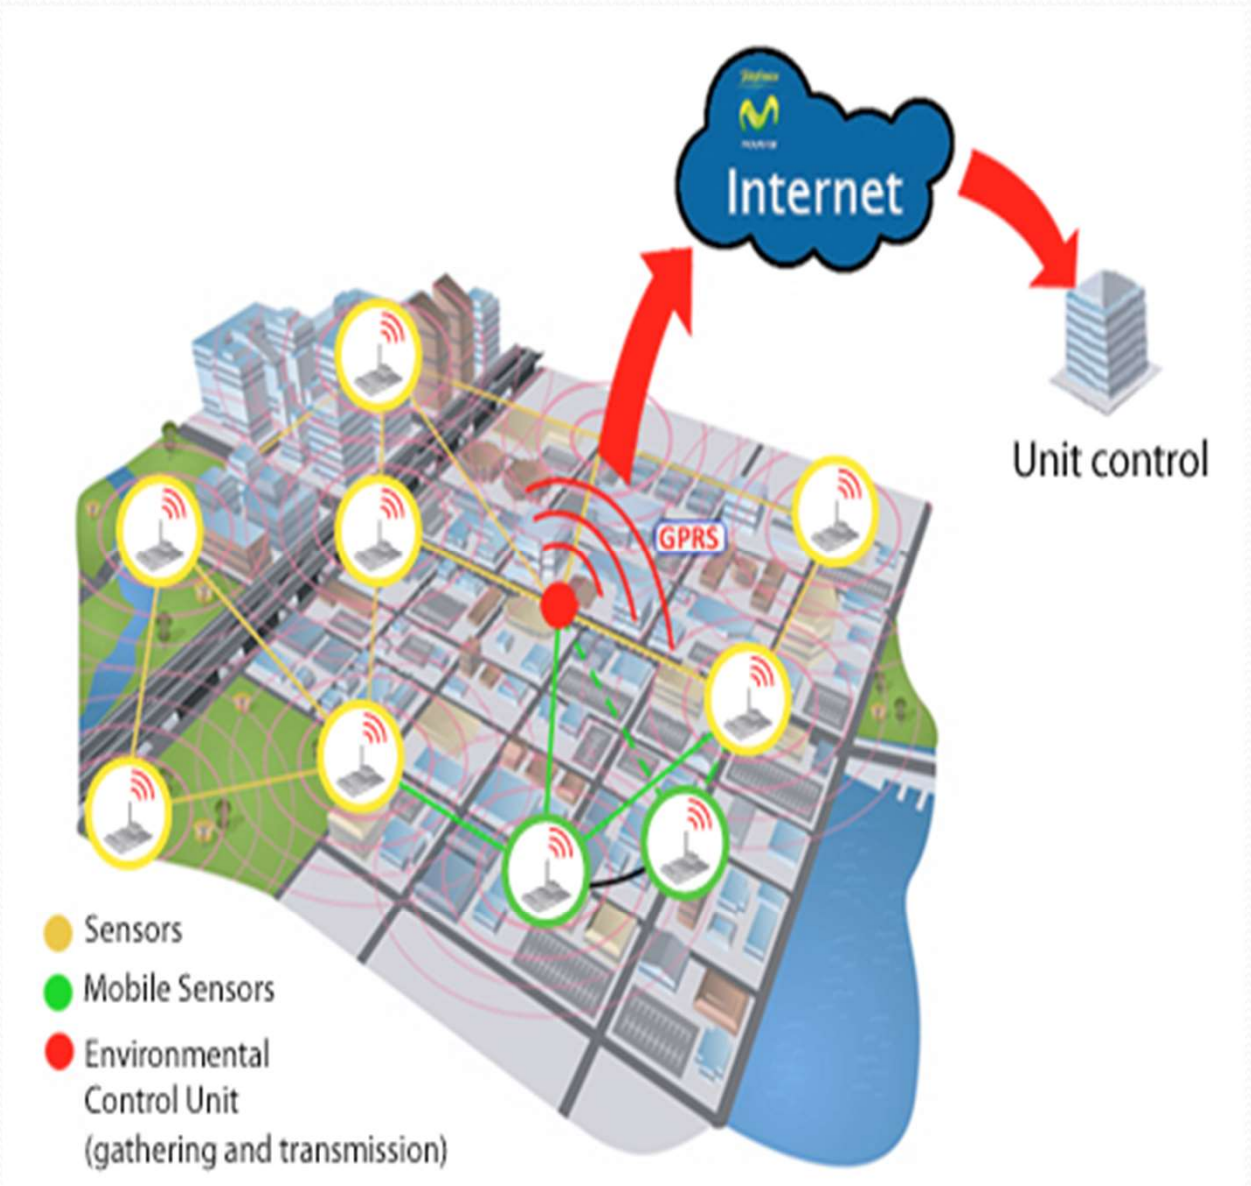 Internet
Unit control
GPRS
Sensors
Mobile Sensors
Environmental
Control Unit
(gathering and transmission)